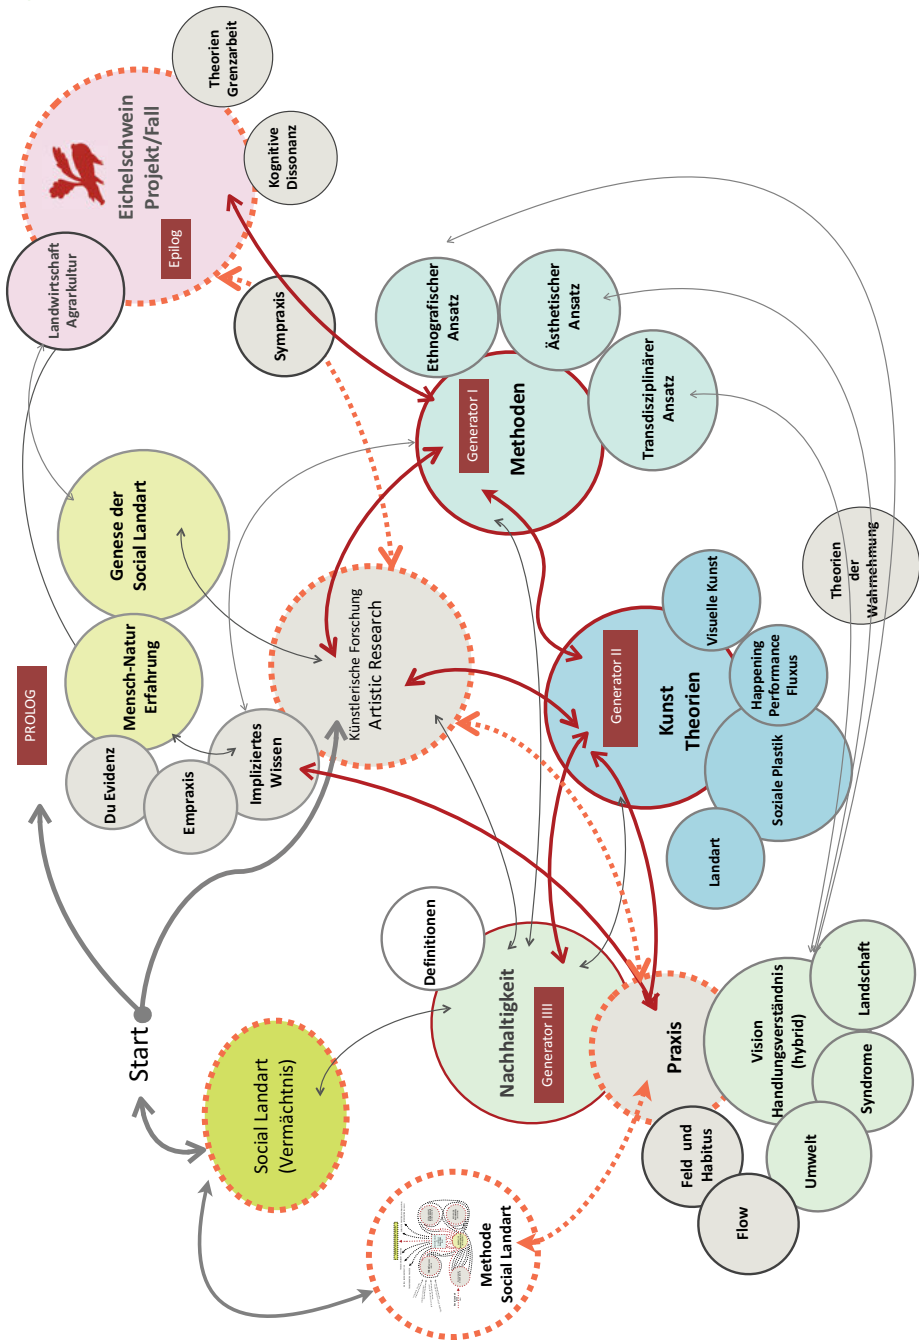 PROLOG
Start
Social Landart
(Vermächtnis)
Methode
Social Landart
Du Evidenz
Empraxis
Impliziertes
Wissen
Mensch-Natur
Erfahrung
Genese der
Social Landart
Landwirtschaft
Agrarkultur
Eichelschwein
Projekt/Fall
Epilog
Theorien
Grenzarbeit
Kognitive
Dissonanz
Sympraxis
Künstlerische Forschung
Artistic Research
Generator I
Methoden
Ethnografischer
Ansatz
Ästhetischer
Ansatz
Transdisziplinärer
Ansatz
Generator II
Kunst
Theorien
Visuelle Kunst
Happening
Performance
Fluxus
Soziale Plastik
Landart
Theorien
der
Wahrnehmung
Definitionen
Nachhaltigkeit
Generator IIII
Praxis
Feld und
Habitus
Flow
Vision
Handlungsverständnis
(hybrid)
Umwelt
Syndrome
Landschaft